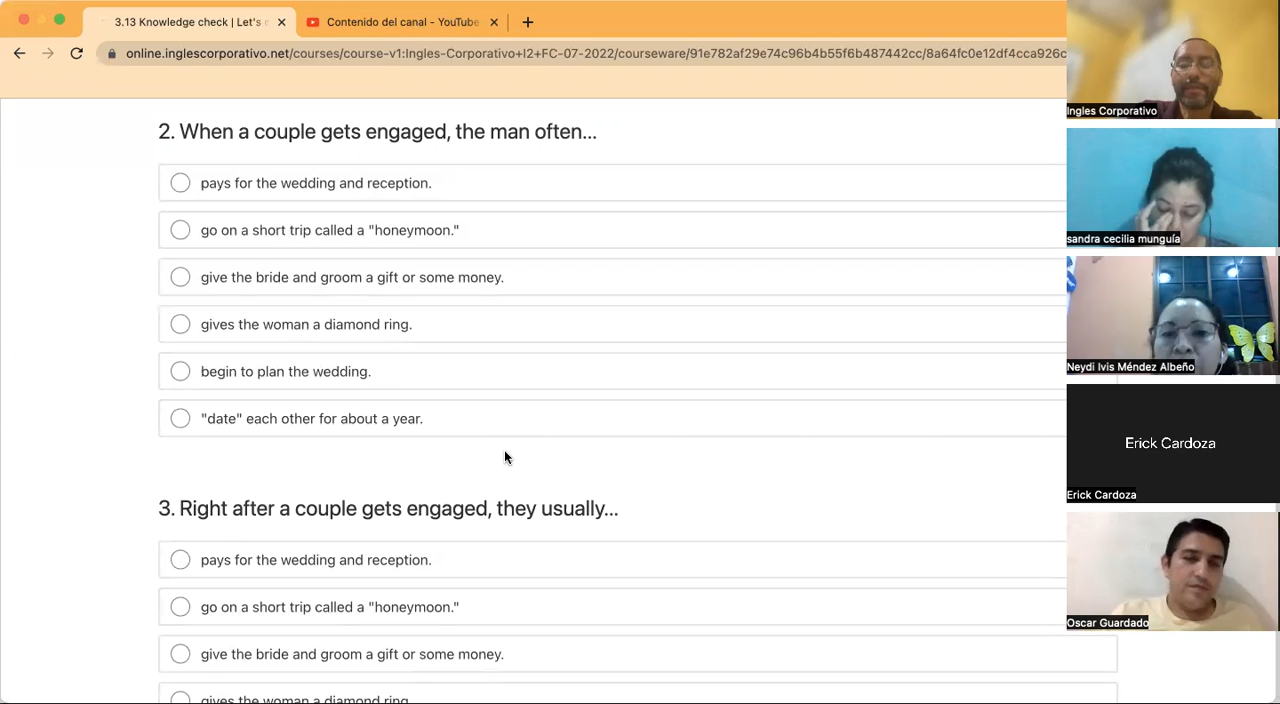 3.13 Knowledge check | Let's
Contenido del canal - YouTube
online.inglescorporativo.net/courses/course-v1:Ingles-Corporativo+I2+FC-07-2022/courseware/91e782af29e74c96b4b55f6b487442cc/8a64fc0e12df4cca926c
2. When a couple gets engaged, the man often...
pays for the wedding and reception.
go on a short trip called a "honeymoon."
give the bride and groom a gift or some money.
gives the woman a diamond ring.
begin to plan the wedding.
"date" each other for about a year.
3. Right after a couple gets engaged, they usually...
pays for the wedding and reception.
go on a short trip called a "honeymoon."
give the bride and groom a gift or some money.
gives the woman a diamond ring.
Ingles Corporativo
sandra cecilia munguía
Neydi Ivis Méndez Albeño
Erick Cardoza
Erick Cardoza
Oscar Guardado